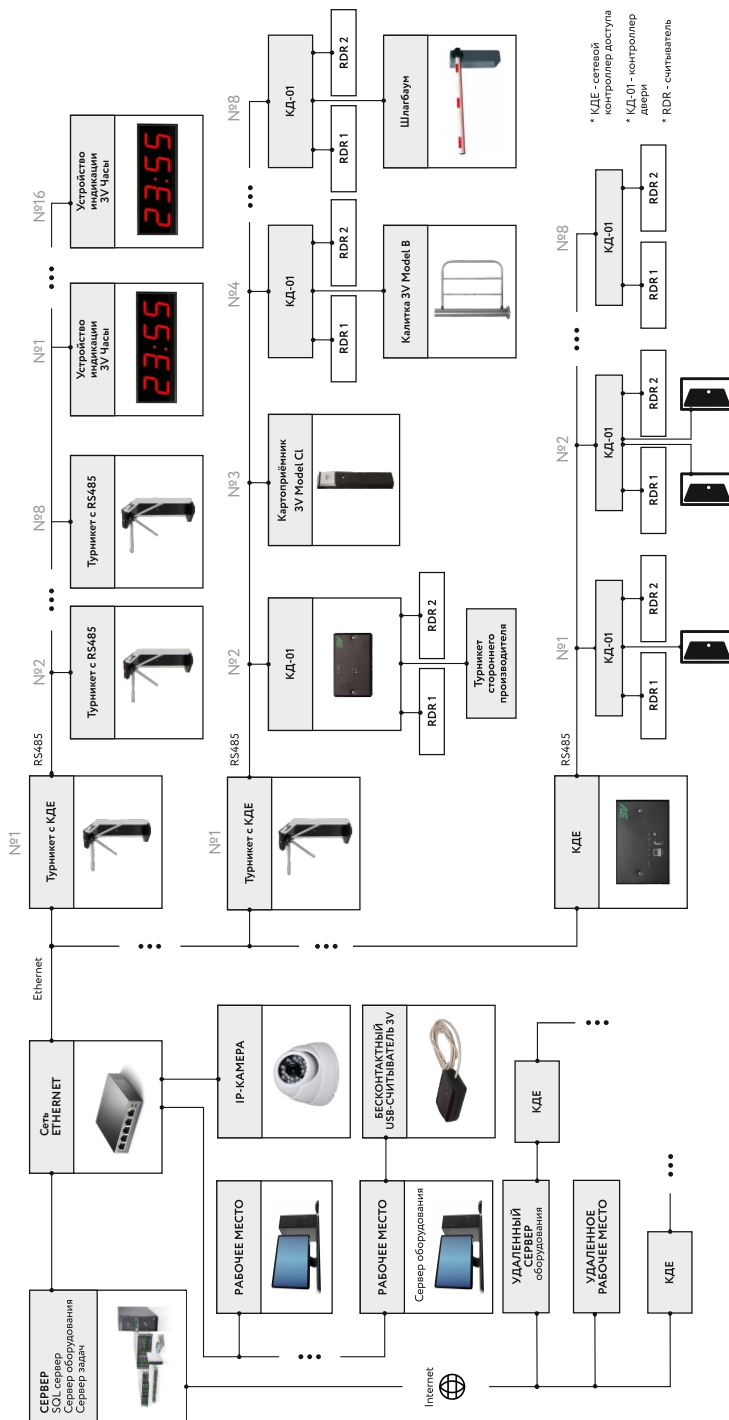 СЕРВЕР
SQL сервер
Сервер оборудования
Сервер задач
Сеть
ETHERNET
Ethernet
№1
Турникет с КДЕ
RS485
№2
Турникет с RS485
№8
Турникет с RS485
№1
Устройство
индикации
3V Часы
23:55
№16
Устройство
индикации
3V Часы
23:55
РАБОЧЕЕ МЕСТО
IP-КАМЕРА
№1
Турникет с КДЕ
RS485
№2
КД-01
RDR 1
RDR 2
Турникет
стороннего
производителя
№3
Картоприёмник
3V Model CL
№4
КД-01
RDR 1
RDR 2
Калитка 3V Model B
№8
КД-01
RDR 1
RDR 2
Шлагбаум
РАБОЧЕЕ МЕСТО
Сервер оборудования
БЕСКОНТАКТНЫЙ
USB-СЧИТЫВАТЕЛЬ 3V
Internet
УДАЛЕННЫЙ
СЕРВЕР
оборудования
КДЕ
УДАЛЕННОЕ
РАБОЧЕЕ МЕСТО
КДЕ
КДЕ
3V
RS485
№1
КД-01
RDR 1
RDR 2
№2
КД-01
RDR 1
RDR 2
№8
КД-01
RDR 1
RDR 2
* КДЕ - сетевой
контроллер доступа
* КД-01 - контроллер
двери
* RDR - считыватель